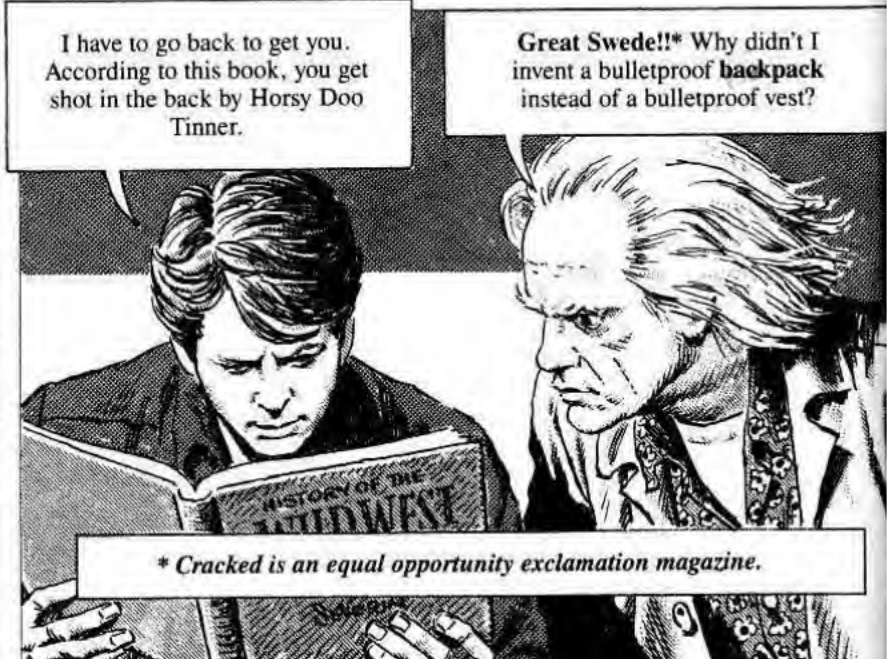 I have to go back to get you.
According to this book, you get
shot in the back by Horsy Doo
Tinner.
Great Swede!!* Why didn't I
invent a bulletproof backpack
instead of a bulletproof vest?
HISTORY OF THE
WILD WEST
* Cracked is an equal opportunity exclamation magazine.